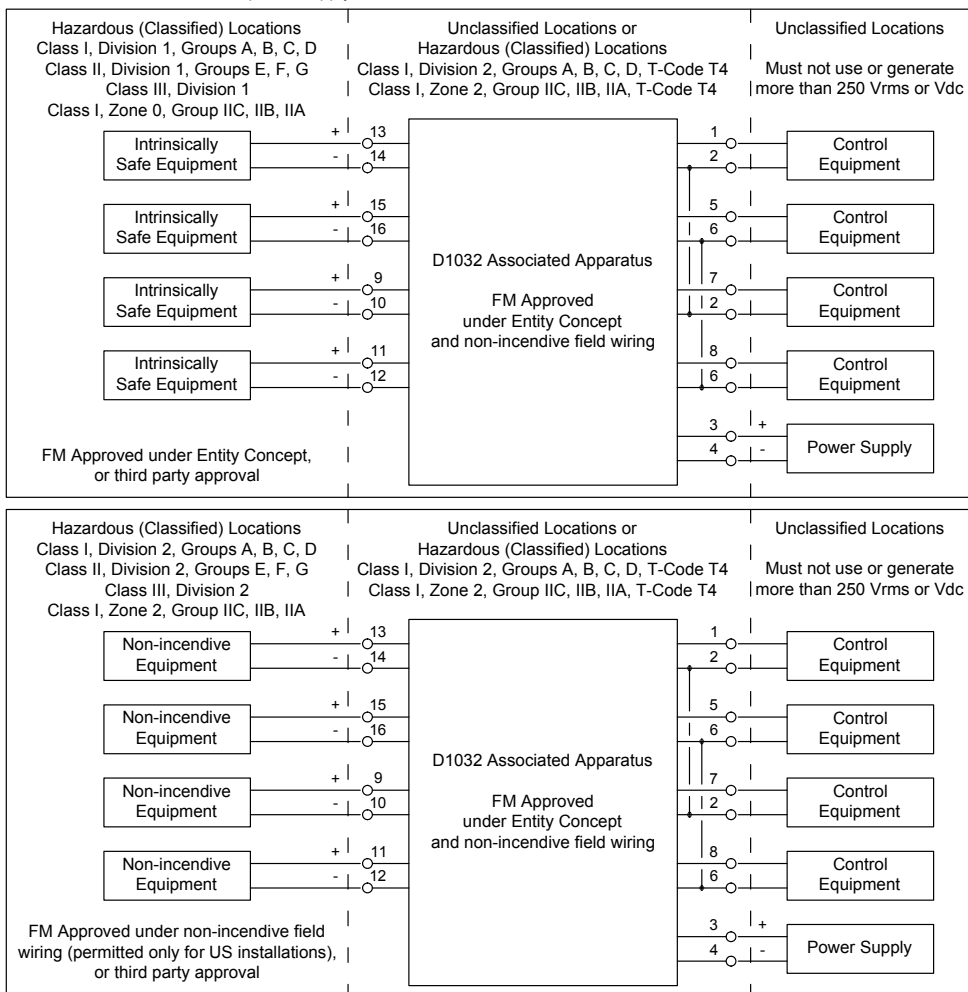 Hazardous (Classified) Locations
Class I, Division 1, Groups A, B, C, D
Class II, Division 1, Groups E, F, G
Class III, Division 1
Class I, Zone 0, Group IIC, IIB, IIA
Unclassified Locations or
Hazardous (Classified) Locations
Class I, Division 2, Groups A, B, C, D, T-Code T4
Class I, Zone 2, Group IIC, IIB, IIA, T-Code T4
Unclassified Locations
Must not use or generate
more than 250 Vrms or Vdc
Intrinsically
Safe Equipment
+ 13
- 14
1
2
Control
Equipment
Intrinsically
Safe Equipment
+ 15
- 16
5
6
Control
Equipment
Intrinsically
Safe Equipment
+ 9
- 10
7
2
Control
Equipment
Intrinsically
Safe Equipment
+ 11
- 12
8
6
Control
Equipment
D1032 Associated Apparatus
FM Approved
under Entity Concept
and non-incendive field wiring
3 +
4 -
Power Supply
FM Approved under Entity Concept,
or third party approval
Hazardous (Classified) Locations
Class I, Division 2, Groups A, B, C, D
Class II, Division 2, Groups E, F, G
Class III, Division 2
Class I, Zone 2, Group IIC, IIB, IIA
Unclassified Locations or
Hazardous (Classified) Locations
Class I, Division 2, Groups A, B, C, D, T-Code T4
Class I, Zone 2, Group IIC, IIB, IIA, T-Code T4
Unclassified Locations
Must not use or generate
more than 250 Vrms or Vdc
Non-incendive
Equipment
+ 13
- 14
1
2
Control
Equipment
Non-incendive
Equipment
+ 15
- 16
5
6
Control
Equipment
Non-incendive
Equipment
+ 9
- 10
7
2
Control
Equipment
Non-incendive
Equipment
+ 11
- 12
8
6
Control
Equipment
D1032 Associated Apparatus
FM Approved
under Entity Concept
and non-incendive field wiring
3 +
4 -
Power Supply
FM Approved under non-incendive field
wiring (permitted only for US installations),
or third party approval